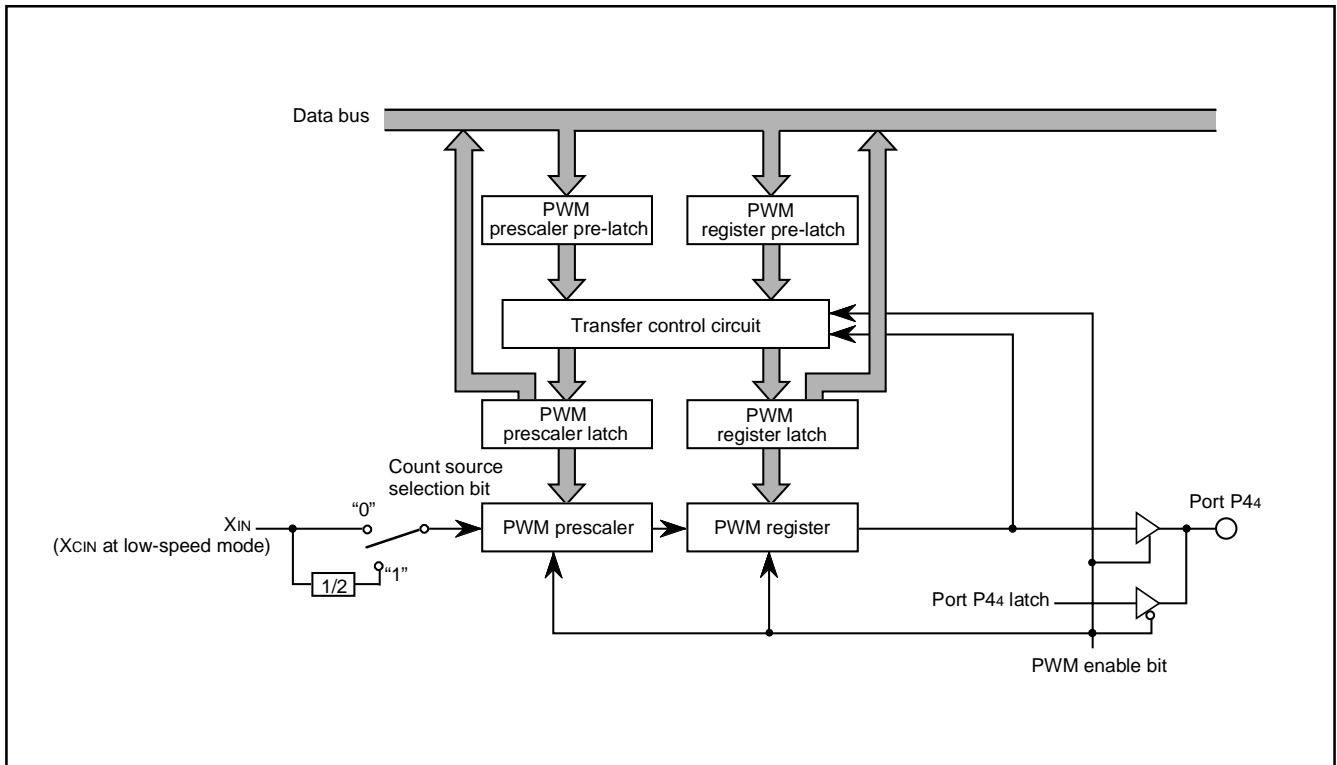 Data bus
PWM
prescaler pre-latch
PWM
register pre-latch
Transfer control circuit
PWM
prescaler latch
PWM
register latch
Count source
selection bit
“0”
XIN
(XCIN at low-speed mode)
“1”
1/2
PWM prescaler
PWM register
Port P44
Port P44 latch
PWM enable bit